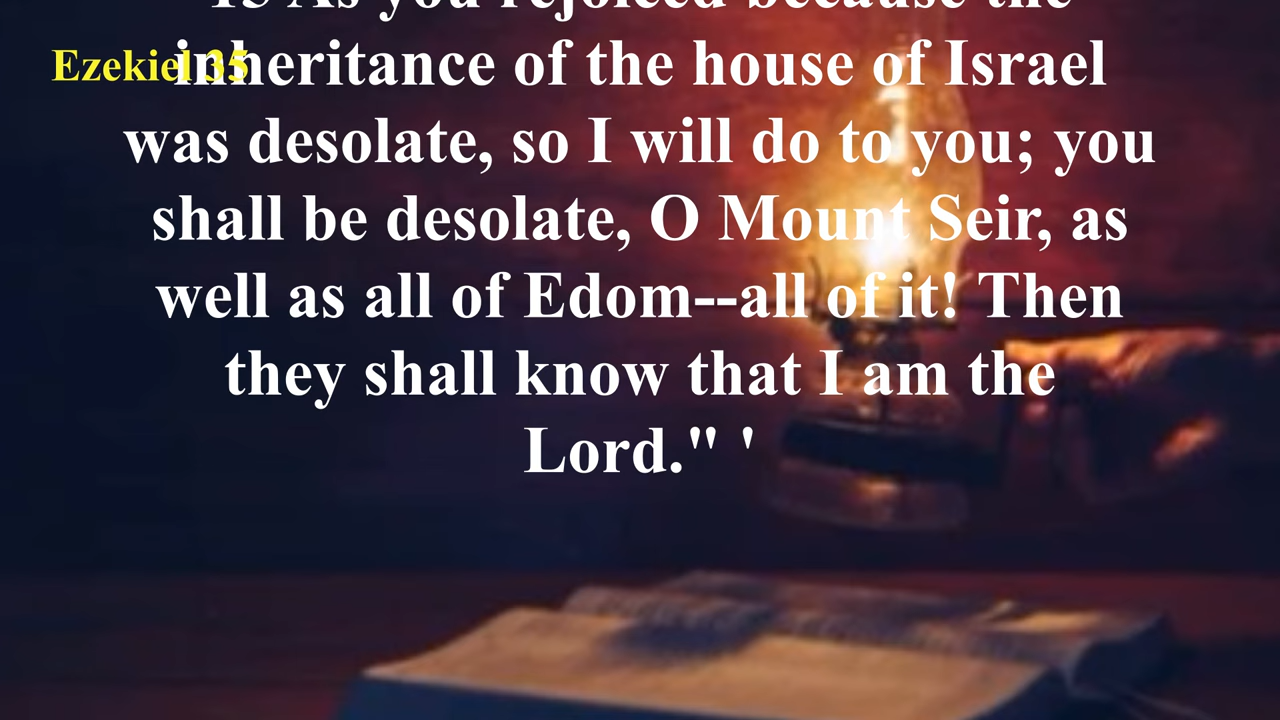 15 As you rejoiced because the
Ezekiel 35
inheritance of the house of Israel
was desolate, so I will do to you; you
shall be desolate, O Mount Seir, as
well as all of Edom--all of it! Then
they shall know that I am the
Lord." '